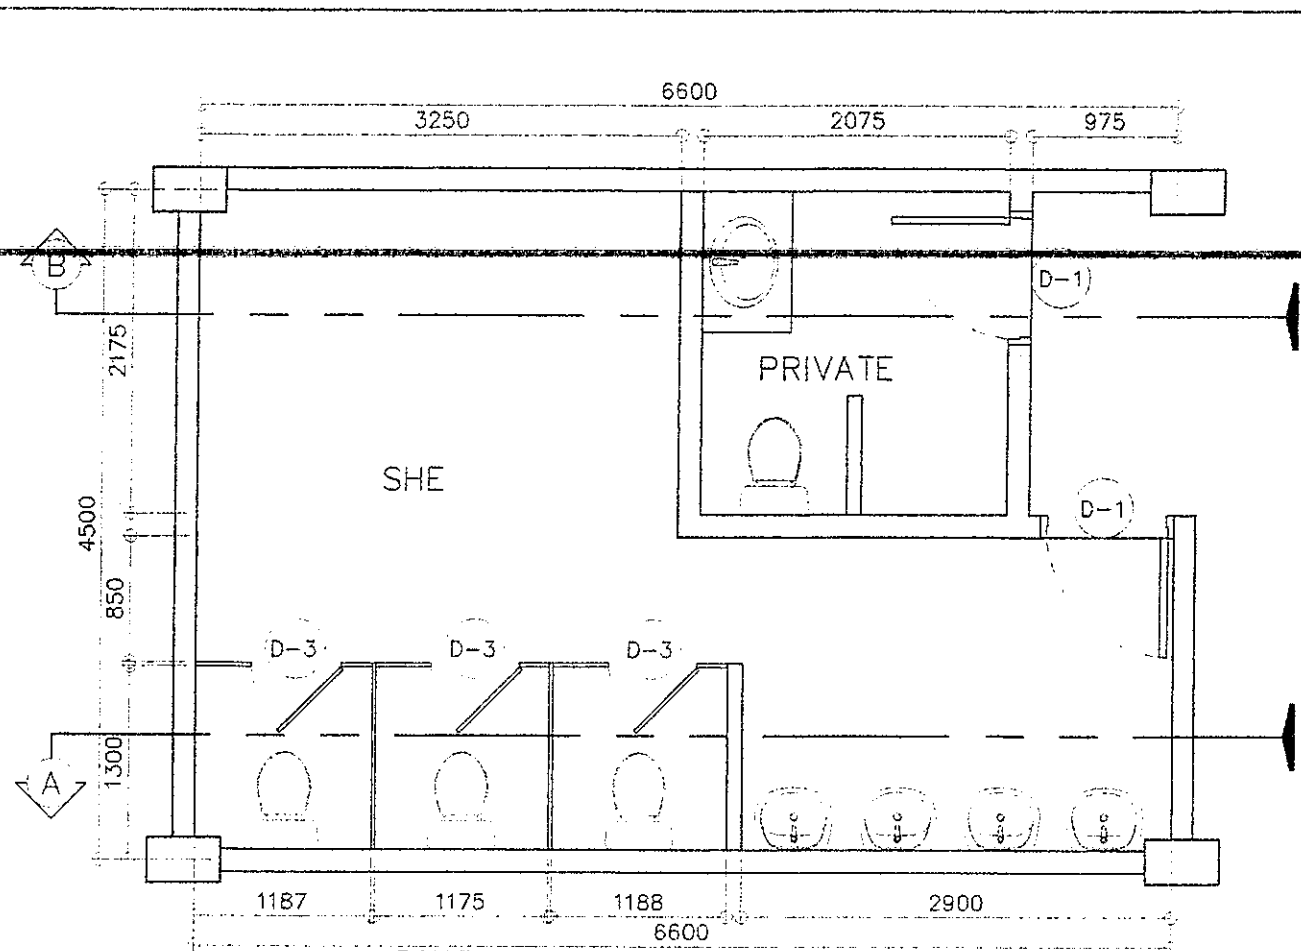 6600
3250 2075 975
B
D-1
2175
PRIVATE
SHE
4500
D-1
850
D-3 D-3 D-3
1300
A
1187 1175 1188 2900
6600